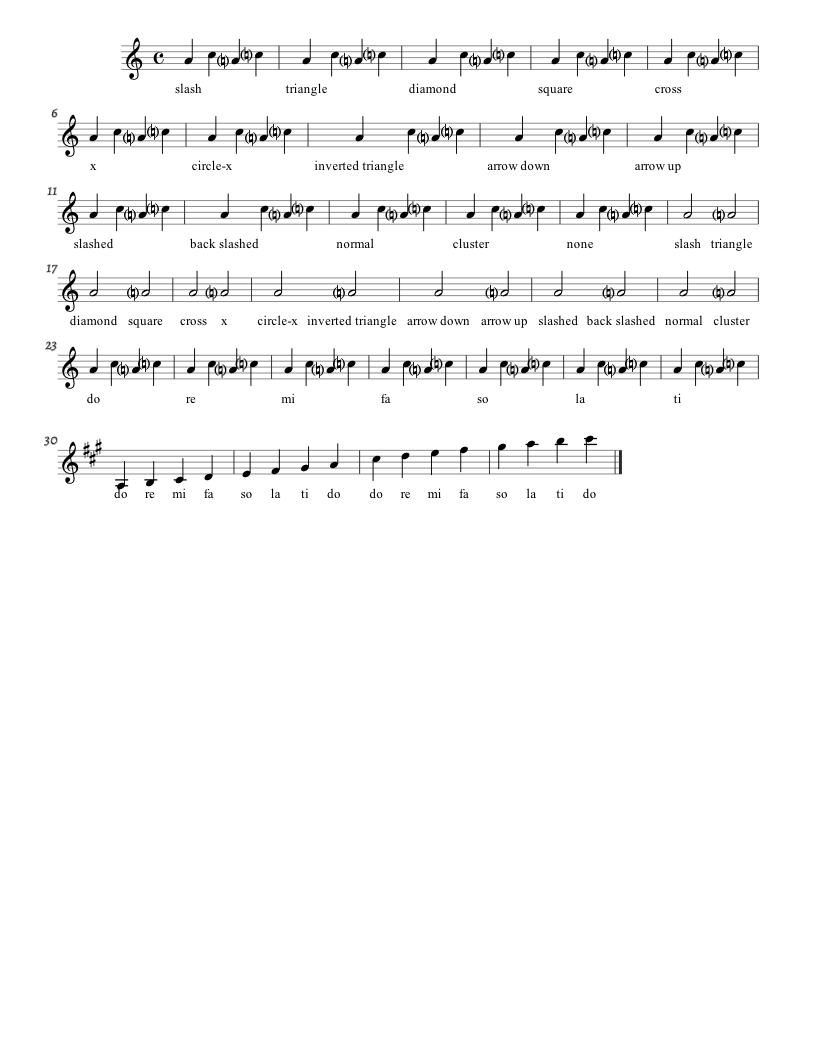 slash triangle diamond square cross
6
x circle-x inverted triangle arrow down arrow up
11
slashed back slashed normal cluster none slash triangle
17
diamond square cross x circle-x inverted triangle arrow down arrow up slashed back slashed normal cluster
23
do re mi fa so la ti
30
do re mi fa so la ti do do re mi fa so la ti do